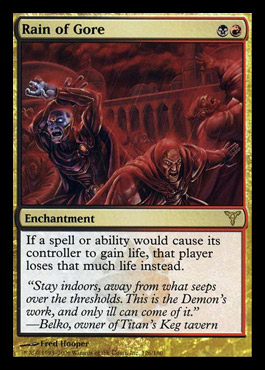 Rain of Gore
Enchantment
If a spell or ability would cause its
controller to gain life, that player
loses that much life instead.
“Stay indoors, away from what seeps
over the thresholds. This is the Demon’s
work, and only ill can come of it.”
—Belko, owner of Titan’s Keg tavern
Fred Hooper